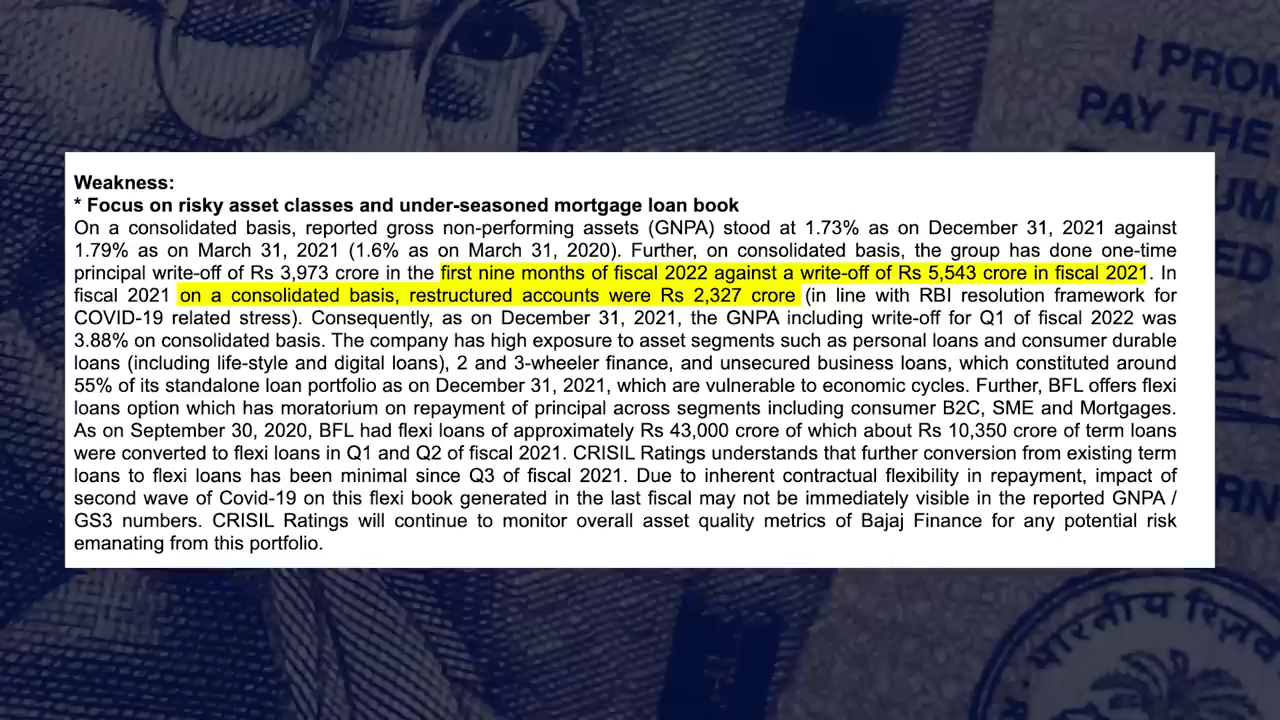 I PROM
PAY THE
Weakness:
* Focus on risky asset classes and under-seasoned mortgage loan book
On a consolidated basis, reported gross non-performing assets (GNPA) stood at 1.73% as on December 31, 2021 against
1.79% as on March 31, 2021 (1.6% as on March 31, 2020). Further, on consolidated basis, the group has done one-time
principal write-off of Rs 3,973 crore in the first nine months of fiscal 2022 against a write-off of Rs 5,543 crore in fiscal 2021. In
fiscal 2021 on a consolidated basis, restructured accounts were Rs 2,327 crore (in line with RBI resolution framework for
COVID-19 related stress). Consequently, as on December 31, 2021, the GNPA including write-off for Q1 of fiscal 2022 was
3.88% on consolidated basis. The company has high exposure to asset segments such as personal loans and consumer durable
loans (including life-style and digital loans), 2 and 3-wheeler finance, and unsecured business loans, which constituted around
55% of its standalone loan portfolio as on December 31, 2021, which are vulnerable to economic cycles. Further, BFL offers flexi
loans option which has moratorium on repayment of principal across segments including consumer B2C, SME and Mortgages.
As on September 30, 2020, BFL had flexi loans of approximately Rs 43,000 crore of which about Rs 10,350 crore of term loans
were converted to flexi loans in Q1 and Q2 of fiscal 2021. CRISIL Ratings understands that further conversion from existing term
loans to flexi loans has been minimal since Q3 of fiscal 2021. Due to inherent contractual flexibility in repayment, impact of
second wave of Covid-19 on this flexi book generated in the last fiscal may not be immediately visible in the reported GNPA /
GS3 numbers. CRISIL Ratings will continue to monitor overall asset quality metrics of Bajaj Finance for any potential risk
emanating from this portfolio.
भारतीय रिज़र्व